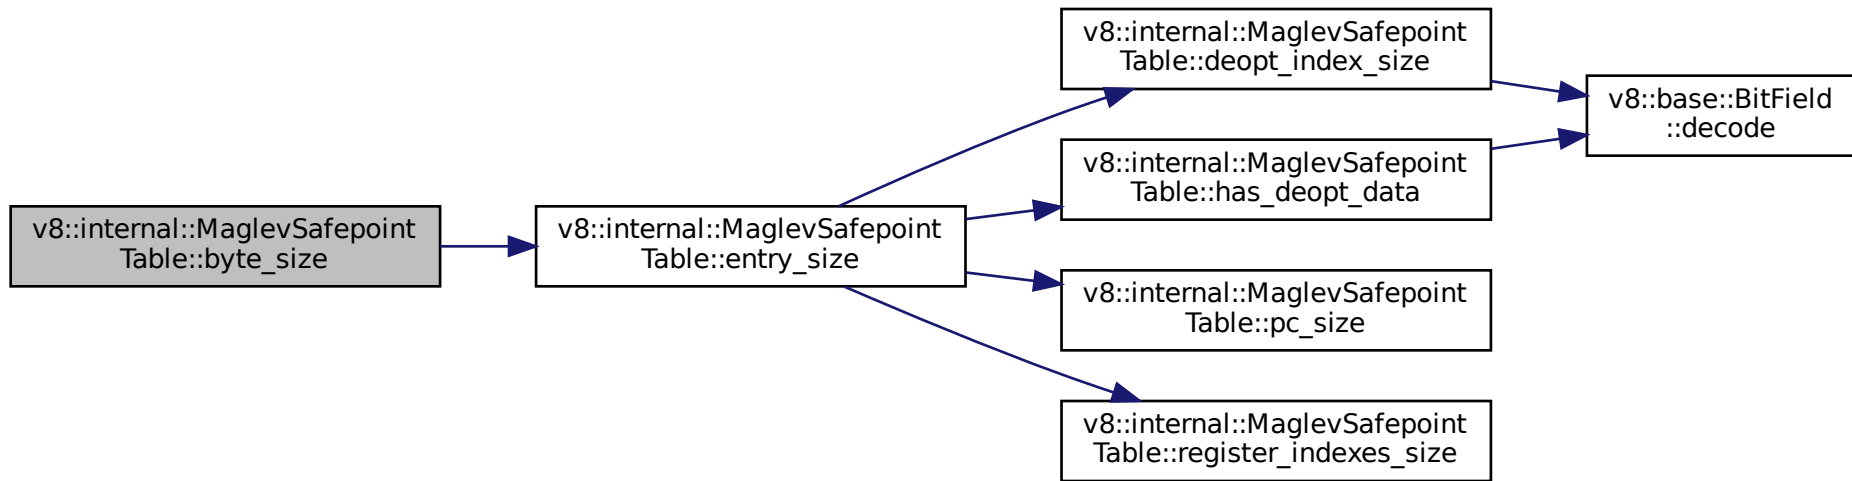 v8::internal::MaglevSafepoint
Table::byte_size
v8::internal::MaglevSafepoint
Table::entry_size
v8::internal::MaglevSafepoint
Table::deopt_index_size
v8::internal::MaglevSafepoint
Table::has_deopt_data
v8::internal::MaglevSafepoint
Table::pc_size
v8::internal::MaglevSafepoint
Table::register_indexes_size
v8::base::BitField
::decode